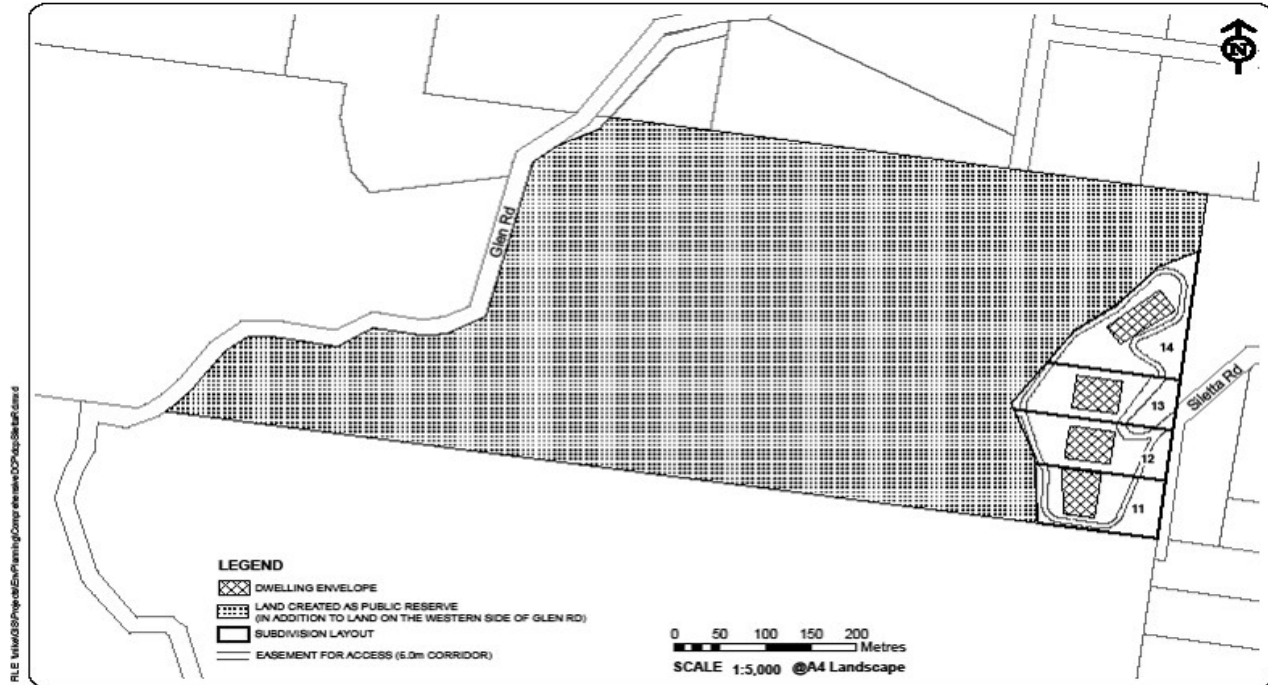 N
Glen Rd
14
Siletta Rd
13
12
11
LEGEND
DWELLING ENVELOPE
LAND CREATED AS PUBLIC RESERVE
(IN ADDITION TO LAND ON THE WESTERN SIDE OF GLEN RD)
SUBDIVISION LAYOUT
EASEMENT FOR ACCESS (6.0m CORRIDOR)
0 50 100 150 200
Metres
SCALE 1:5,000 @A4 Landscape